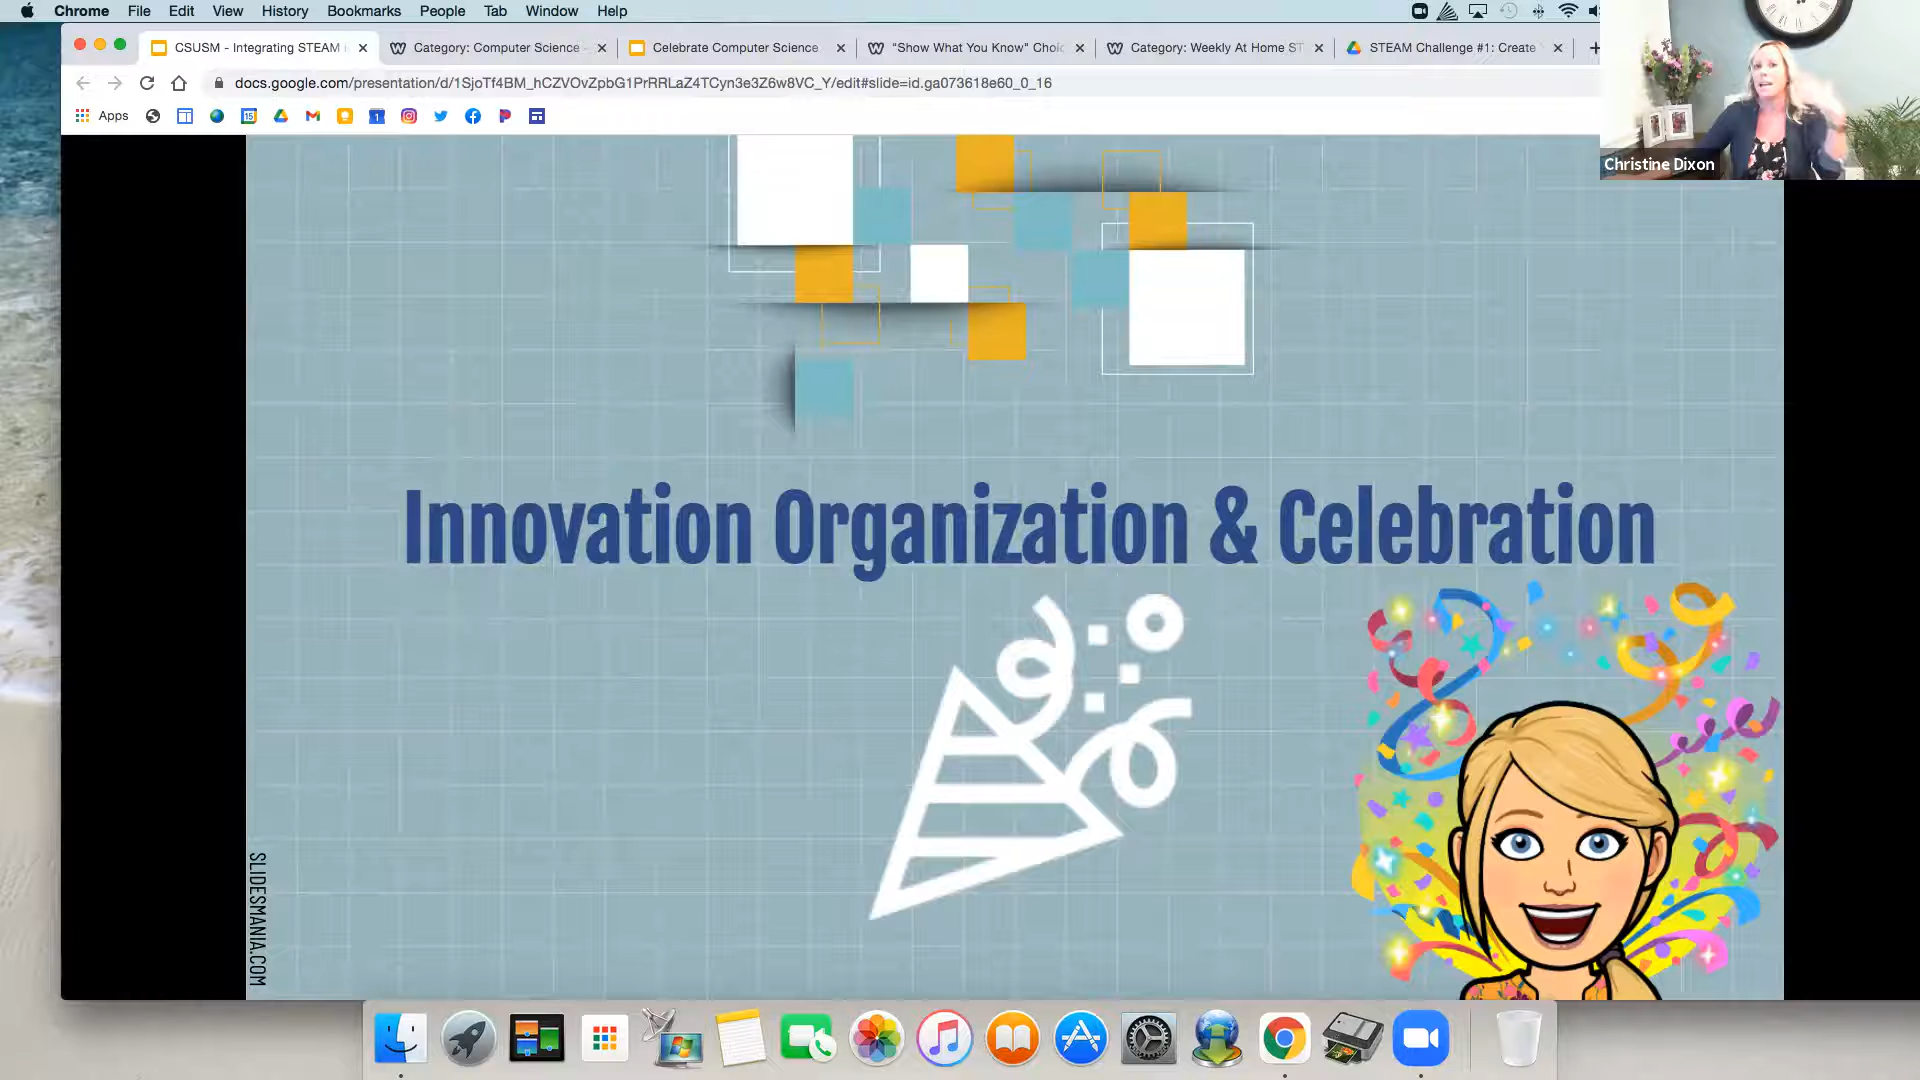 Chrome File Edit View History Bookmarks People Tab Window Help
CSUSM - Integrating STEAM
Category: Computer Science -
Celebrate Computer Science
"Show What You Know" Choi
Category: Weekly At Home ST
STEAM Challenge #1: Create
docs.google.com/presentation/d/1SjoTf4BM_hCZVOvZpbG1PrRRLaZ4TCyn3e3Z6w8VC_Y/edit#slide=id.ga073618e60_0_16
Apps
Christine Dixon
Innovation Organization & Celebration
SLIDESMANIA.COM